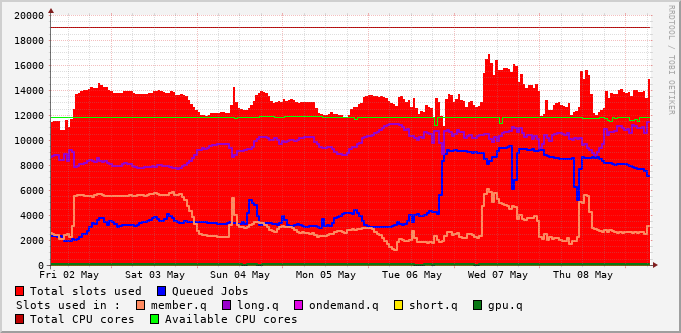 20000
18000
16000
14000
12000
10000
8000
6000
4000
2000
0
Fri 02 May Sat 03 May Sun 04 May Mon 05 May Tue 06 May Wed 07 May Thu 08 May
Total slots used Queued Jobs
Slots used in : member.q long.q ondemand.q short.q gpu.q
Total CPU cores Available CPU cores
RRDTOOL / TOBI OETIKER